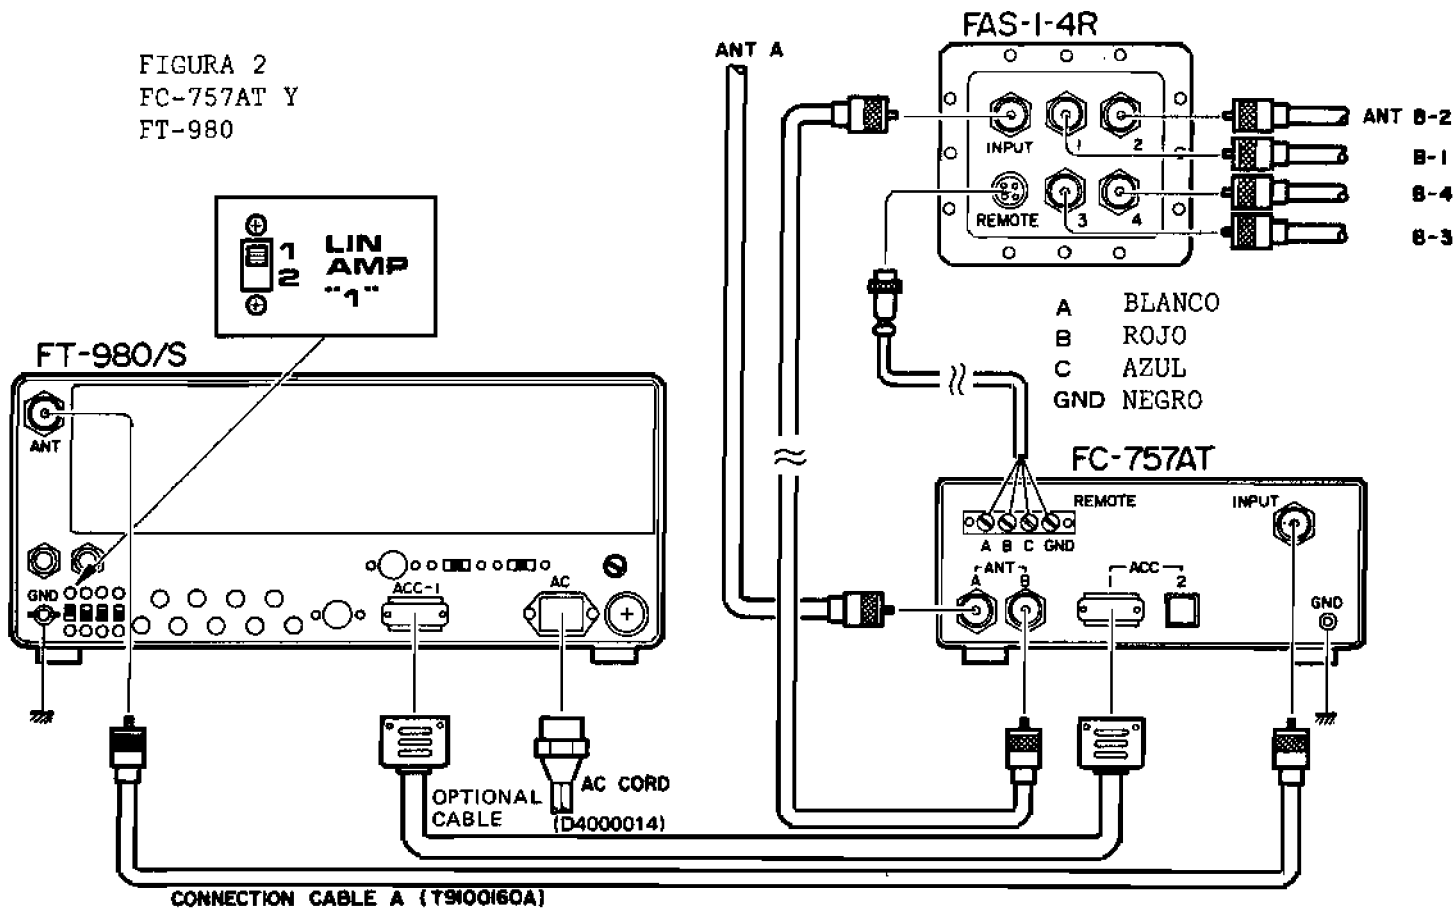 FIGURA 2
FC-757AT Y
FT-980
ANT A
FAS-1-4R
INPUT
1
2
REMOTE
3
4
ANT B-2
B-1
B-4
B-3
1
2
LIN
AMP
"1"
A BLANCO
B ROJO
C AZUL
GND NEGRO
FT-980/S
ANT
GND
ACC-1
AC
FC-757AT
REMOTE
INPUT
A B C GND
ANT
A B
ACC
1 2
GND
OPTIONAL
CABLE
AC CORD
(D4000014)
CONNECTION CABLE A (T9100160A)